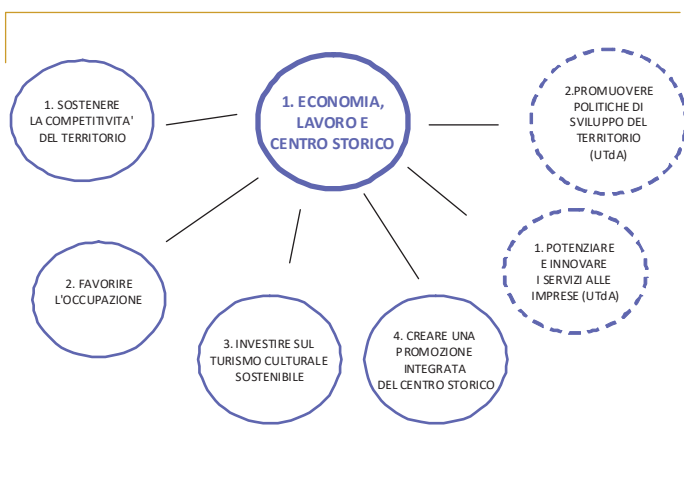 1. ECONOMIA,
LAVORO E
CENTRO STORICO
1. SOSTENERE
LA COMPETITIVITA'
DEL TERRITORIO
2. FAVORIRE
L'OCCUPAZIONE
3. INVESTIRE SUL
TURISMO CULTURALE
SOSTENIBILE
4. CREARE UNA
PROMOZIONE
INTEGRATA
DEL CENTRO STORICO
1. POTENZIARE
E INNOVARE
I SERVIZI ALLE
IMPRESE (UTdA)
2.PROMUOVERE
POLITICHE DI
SVILUPPO DEL
TERRITORIO
(UTdA)